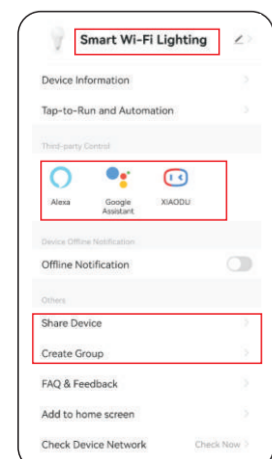 Smart Wi-Fi Lighting
Device Information
Tap-to-Run and Automation
Third-party Control
Alexa
Google Assistant
XIAODU
Device Offline Notification
Offline Notification
Others
Share Device
Create Group
FAQ & Feedback
Add to home screen
Check Device Network Check Now